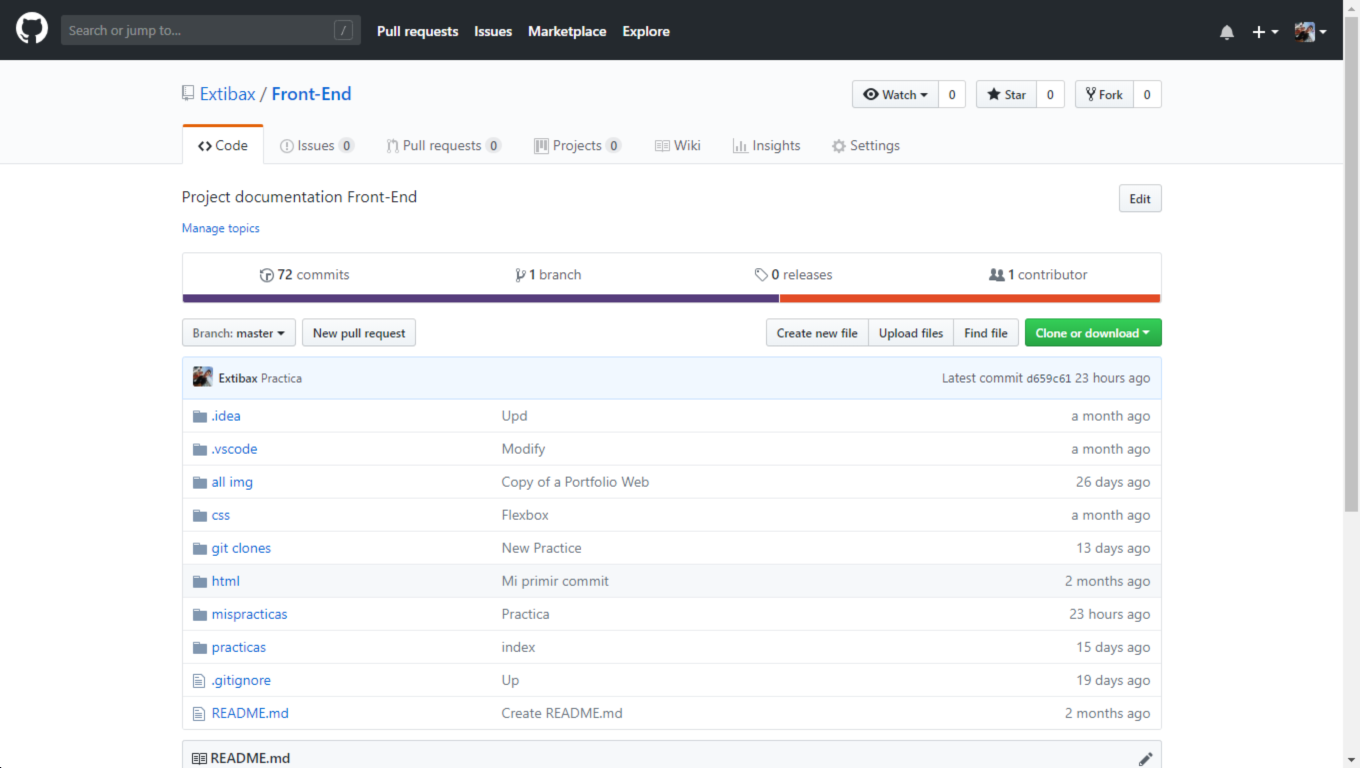 Search or jump to... / Pull requests Issues Marketplace Explore
Extibax / Front-End Watch 0 Star 0 Fork 0
Code Issues 0 Pull requests 0 Projects 0 Wiki Insights Settings
Project documentation Front-End Edit
Manage topics
72 commits 1 branch 0 releases 1 contributor
Branch: master New pull request Create new file Upload files Find file Clone or download
Extibax Practica Latest commit d659c61 23 hours ago
.idea Upd a month ago
.vscode Modify a month ago
all img Copy of a Portfolio Web 26 days ago
css Flexbox a month ago
git clones New Practice 13 days ago
html Mi primir commit 2 months ago
mispracticas Practica 23 hours ago
practicas index 15 days ago
.gitignore Up 19 days ago
README.md Create README.md 2 months ago
README.md